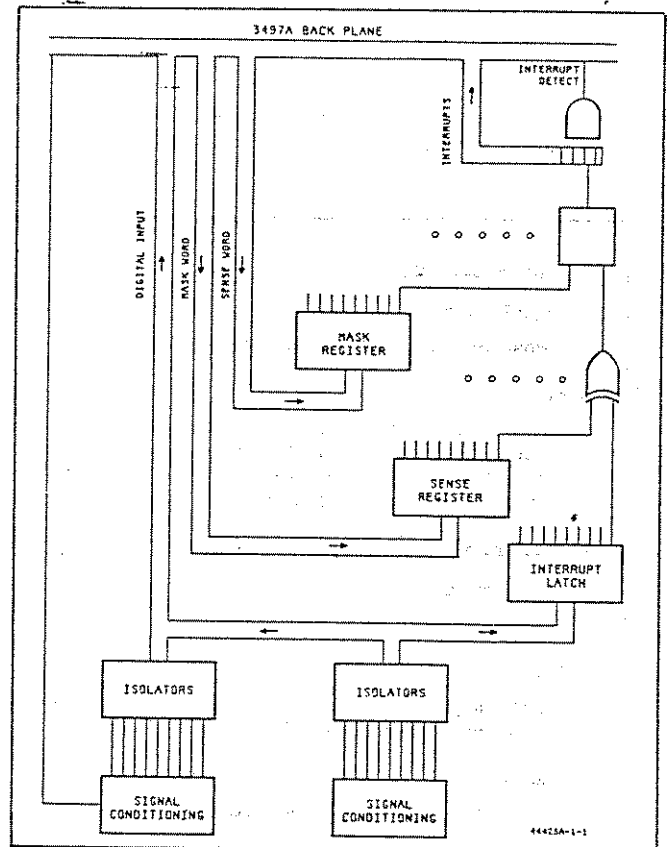 3497A BACK PLANE
INTERRUPT
DETECT
INTERRUPTS
DIGITAL INPUT
MASK WORD
SENSE WORD
MASK
REGISTER
SENSE
REGISTER
INTERRUPT
LATCH
ISOLATORS
ISOLATORS
SIGNAL
CONDITIONING
SIGNAL
CONDITIONING
44425A-1-1